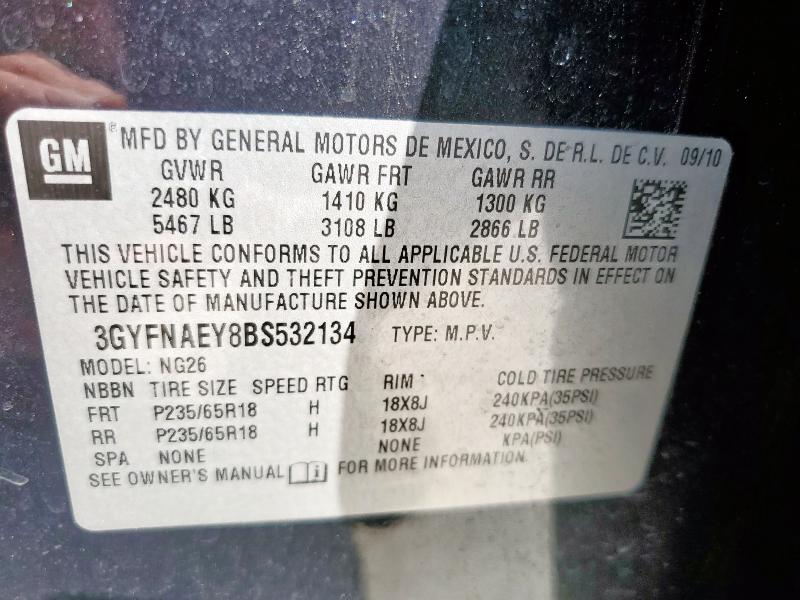 GM® MFD BY GENERAL MOTORS DE MEXICO, S. DE R.L. DE C.V. 09/10
GVWR GAWR FRT GAWR RR
2480 KG 1410 KG 1300 KG
5467 LB 3108 LB 2866 LB
THIS VEHICLE CONFORMS TO ALL APPLICABLE U.S. FEDERAL MOTOR
VEHICLE SAFETY AND THEFT PREVENTION STANDARDS IN EFFECT ON
THE DATE OF MANUFACTURE SHOWN ABOVE.
3GYFNAEY8BS532134 TYPE: M.P.V.
MODEL: NG26
NBBN TIRE SIZE SPEED RTG RIM COLD TIRE PRESSURE
FRT P235/65R18 H 18X8J 240KPA(35PSI)
RR P235/65R18 H 18X8J 240KPA(35PSI)
SPA NONE NONE KPA(PSI)
SEE OWNER'S MANUAL FOR MORE INFORMATION.